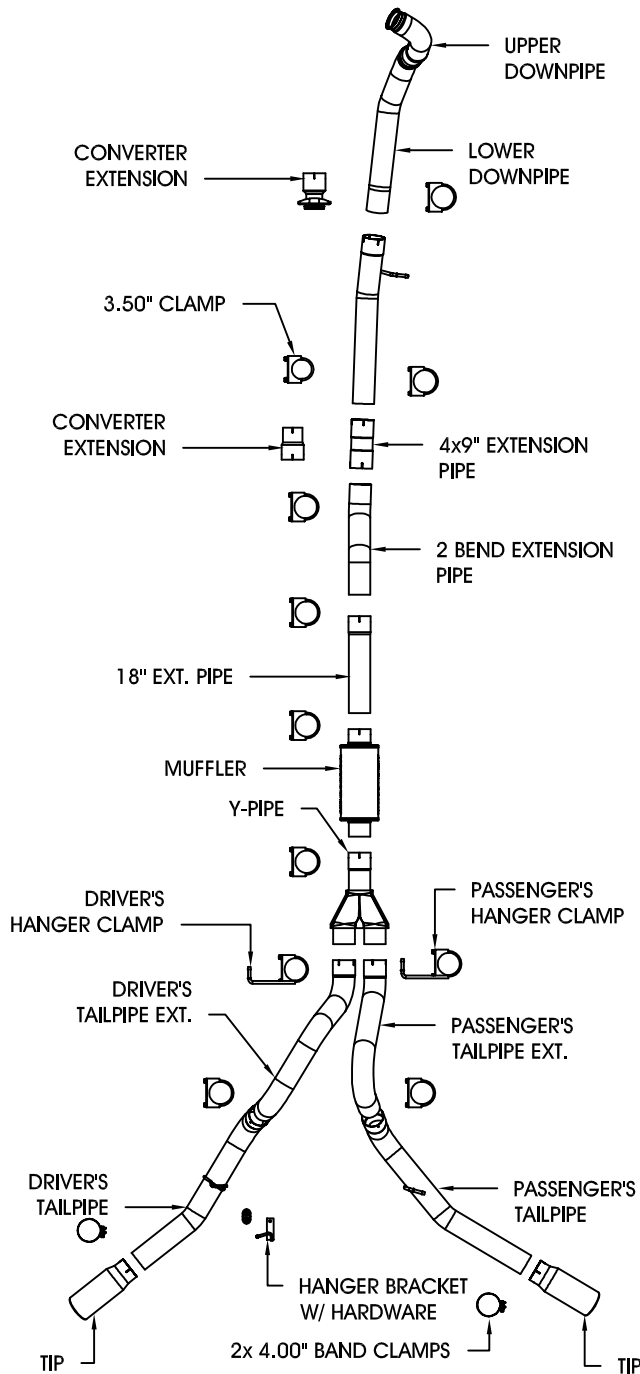 UPPER
DOWNPIPE
CONVERTER
EXTENSION
LOWER
DOWNPIPE
3.50" CLAMP
CONVERTER
EXTENSION
4x9" EXTENSION
PIPE
2 BEND EXTENSION
PIPE
18" EXT. PIPE
MUFFLER
Y-PIPE
DRIVER'S
HANGER CLAMP
PASSENGER'S
HANGER CLAMP
DRIVER'S
TAILPIPE EXT.
PASSENGER'S
TAILPIPE EXT.
DRIVER'S
TAILPIPE
PASSENGER'S
TAILPIPE
HANGER BRACKET
W/ HARDWARE
2x 4.00" BAND CLAMPS
TIP
TIP